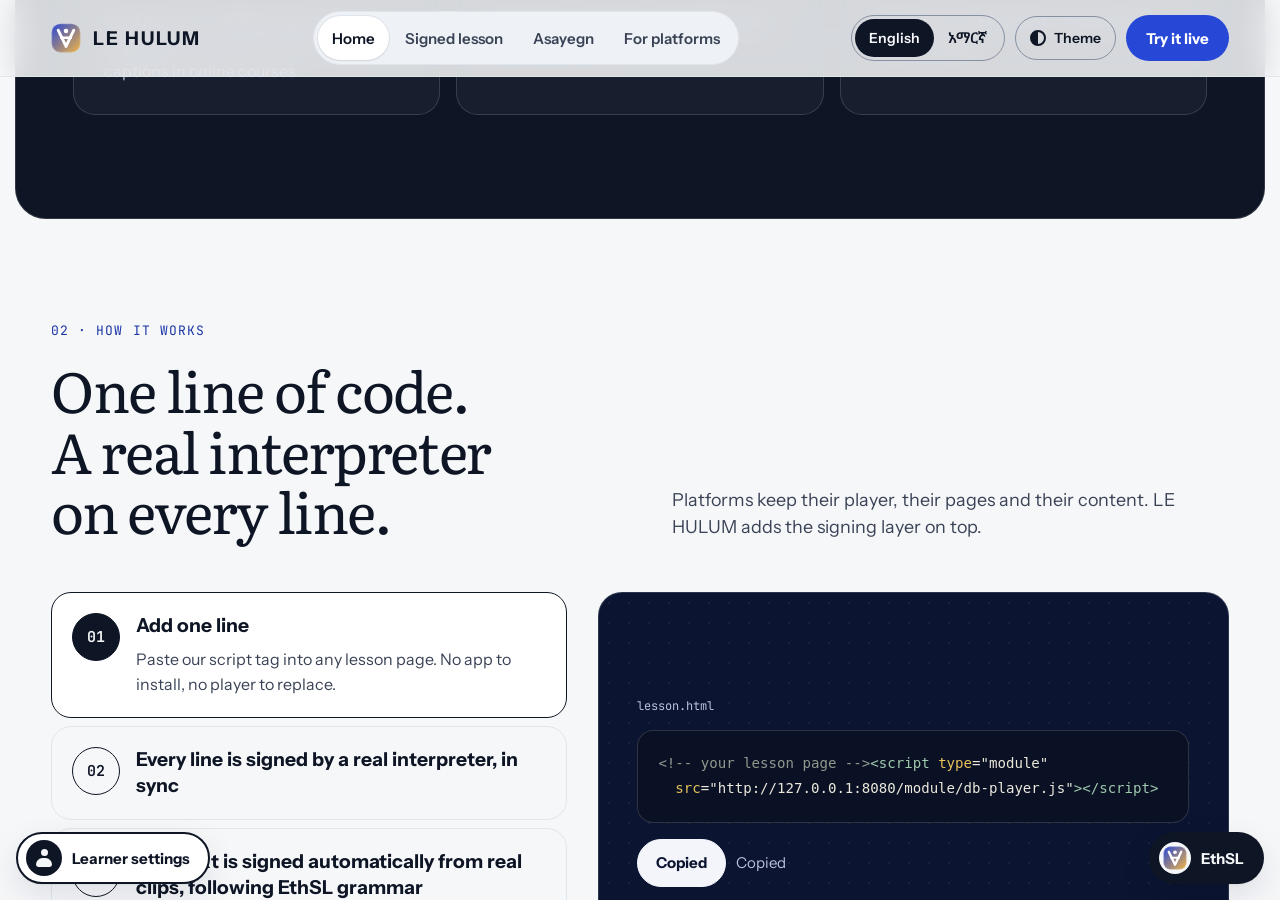 LE HULUM
Home
Signed lesson
Asayegn
For platforms
English
አማርኛ
Theme
Try it live
captions in online courses
02 · HOW IT WORKS
One line of code.
A real interpreter
on every line.
Platforms keep their player, their pages and their content. LE
HULUM adds the signing layer on top.
01
Add one line
Paste our script tag into any lesson page. No app to
install, no player to replace.
02
Every line is signed by a real interpreter, in
sync
t is signed automatically from real
clips, following EthSL grammar
lesson.html
<!-- your lesson page --><script type="module"
src="http://127.0.0.1:8080/module/db-player.js"></script>
Copied
Copied
Learner settings
EthSL